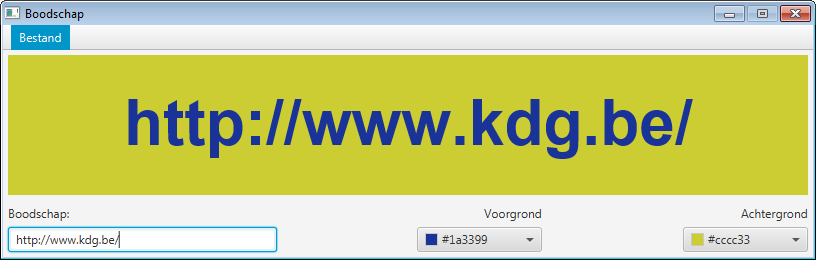 Boodschap
Bestand
http://www.kdg.be/
Boodschap: Voorgrond Achtergrond
http://www.kdg.be/ #1a3399 #cccc33